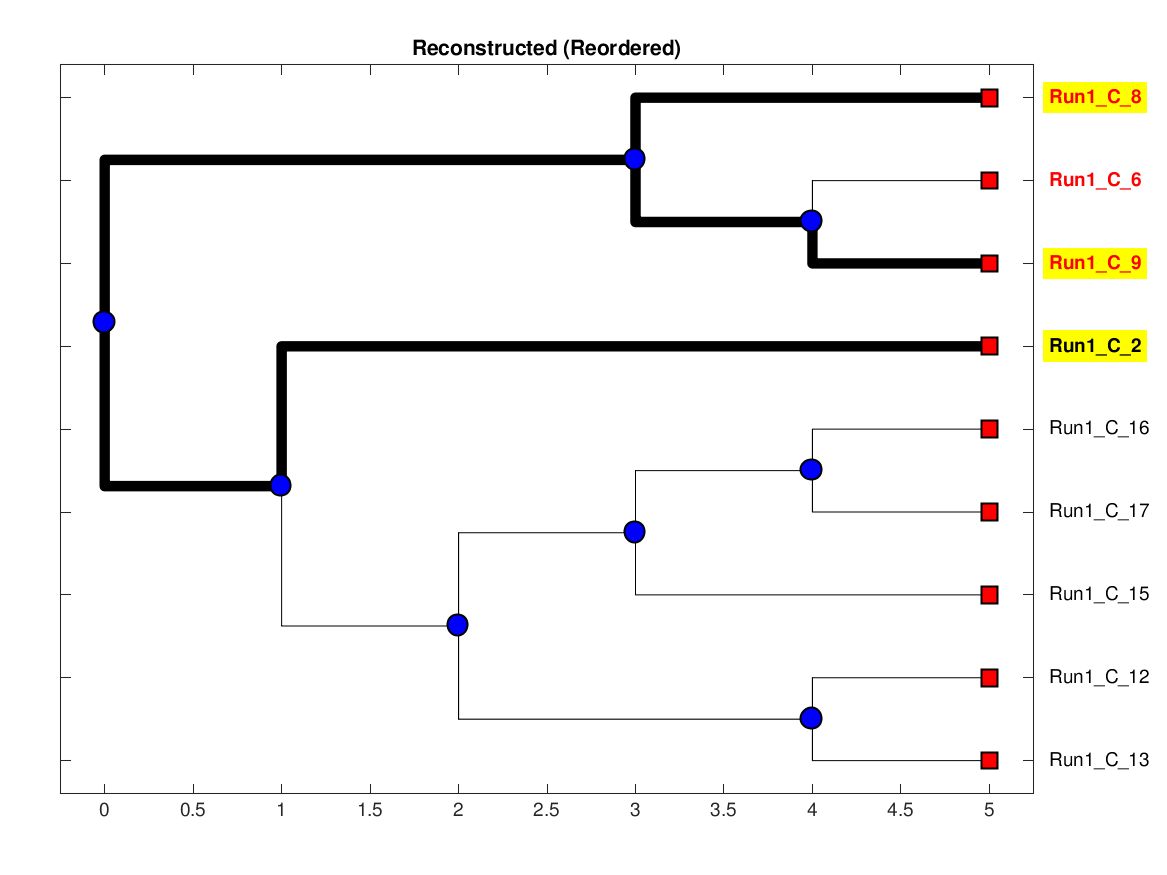 Reconstructed (Reordered)
Run1_C_8
Run1_C_6
Run1_C_9
Run1_C_2
Run1_C_16
Run1_C_17
Run1_C_15
Run1_C_12
Run1_C_13
0 0.5 1 1.5 2 2.5 3 3.5 4 4.5 5